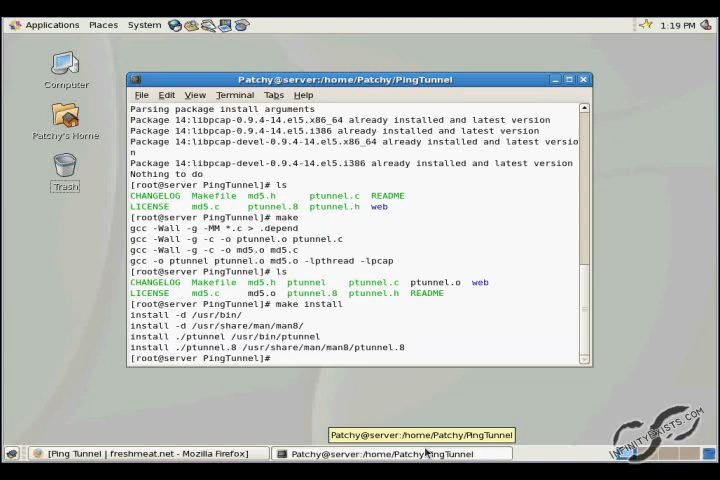 Applications Places System 1:19 PM
Computer
Patchy's Home
Trash
Patchy@server:/home/Patchy/PingTunnel
File Edit View Terminal Tabs Help
Parsing package install arguments
Package 14:libpcap-0.9.4-14.el5.x86_64 already installed and latest version
Package 14:libpcap-0.9.4-14.el5.i386 already installed and latest version
Package 14:libpcap-devel-0.9.4-14.el5.x86_64 already installed and latest versio
n
Package 14:libpcap-devel-0.9.4-14.el5.i386 already installed and latest version
Nothing to do
[root@server PingTunnel]# ls
CHANGELOG Makefile md5.h ptunnel.c README
LICENSE md5.c ptunnel.8 ptunnel.h web
[root@server PingTunnel]# make
gcc -Wall -g -MM *.c > .depend
gcc -Wall -g -c -o ptunnel.o ptunnel.c
gcc -Wall -g -c -o md5.o md5.c
gcc -o ptunnel ptunnel.o md5.o -lpthread -lpcap
[root@server PingTunnel]# ls
CHANGELOG Makefile md5.h ptunnel ptunnel.c ptunnel.o web
LICENSE md5.c md5.o ptunnel.8 ptunnel.h README
[root@server PingTunnel]# make install
install -d /usr/bin/
install -d /usr/share/man/man8/
install ./ptunnel /usr/bin/ptunnel
install ./ptunnel.8 /usr/share/man/man8/ptunnel.8
[root@server PingTunnel]#
Patchy@server:/home/Patchy/PingTunnel
[Ping Tunnel | freshmeat.net - Mozilla Firefox]
Patchy@server:/home/Patchy/PingTunnel
INFINITYEXISTS.COM